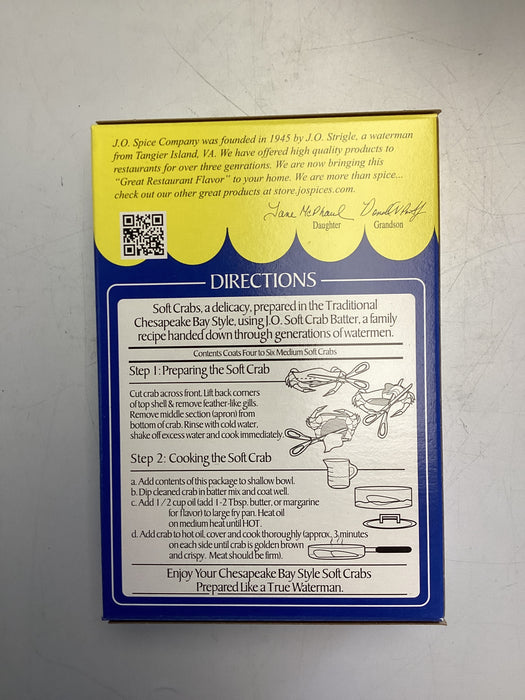 J.O. Spice Company was founded in 1945 by J.O. Strigle, a waterman
from Tangier Island, VA. We have offered high quality products to
restaurants for over three genrations. We are now bringing this
"Great Restaurant Flavor" to your home. We are more than spice...
check out our other great products at store.jospices.com.
Jane McPhaul
Daughter Grandson
DIRECTIONS
Soft Crabs, a delicacy, prepared in the Traditional
Chesapeake Bay Style, using J.O. Soft Crab Batter, a family
recipe handed down through generations of watermen.
Contents Coats Four to Six Medium Soft Crabs
Step 1: Preparing the Soft Crab
Cut crab across front. Lift back corners
of top shell & remove feather-like gills.
Remove middle section (apron) from
bottom of crab. Rinse with cold water,
shake off excess water and cook immediately.
Step 2: Cooking the Soft Crab
a. Add contents of this package to shallow bowl.
b. Dip cleaned crab in batter mix and coat well.
c. Add 1/2 cup oil (add 1-2 Tbsp. butter, or margarine
for flavor) to large fry pan. Heat oil
on medium heat until HOT.
d. Add crab to hot oil, cover and cook thoroughly (approx. 3 minutes
on each side until crab is golden brown
and crispy. Meat should be firm).
Enjoy Your Chesapeake Bay Style Soft Crabs
Prepared Like a True Waterman.